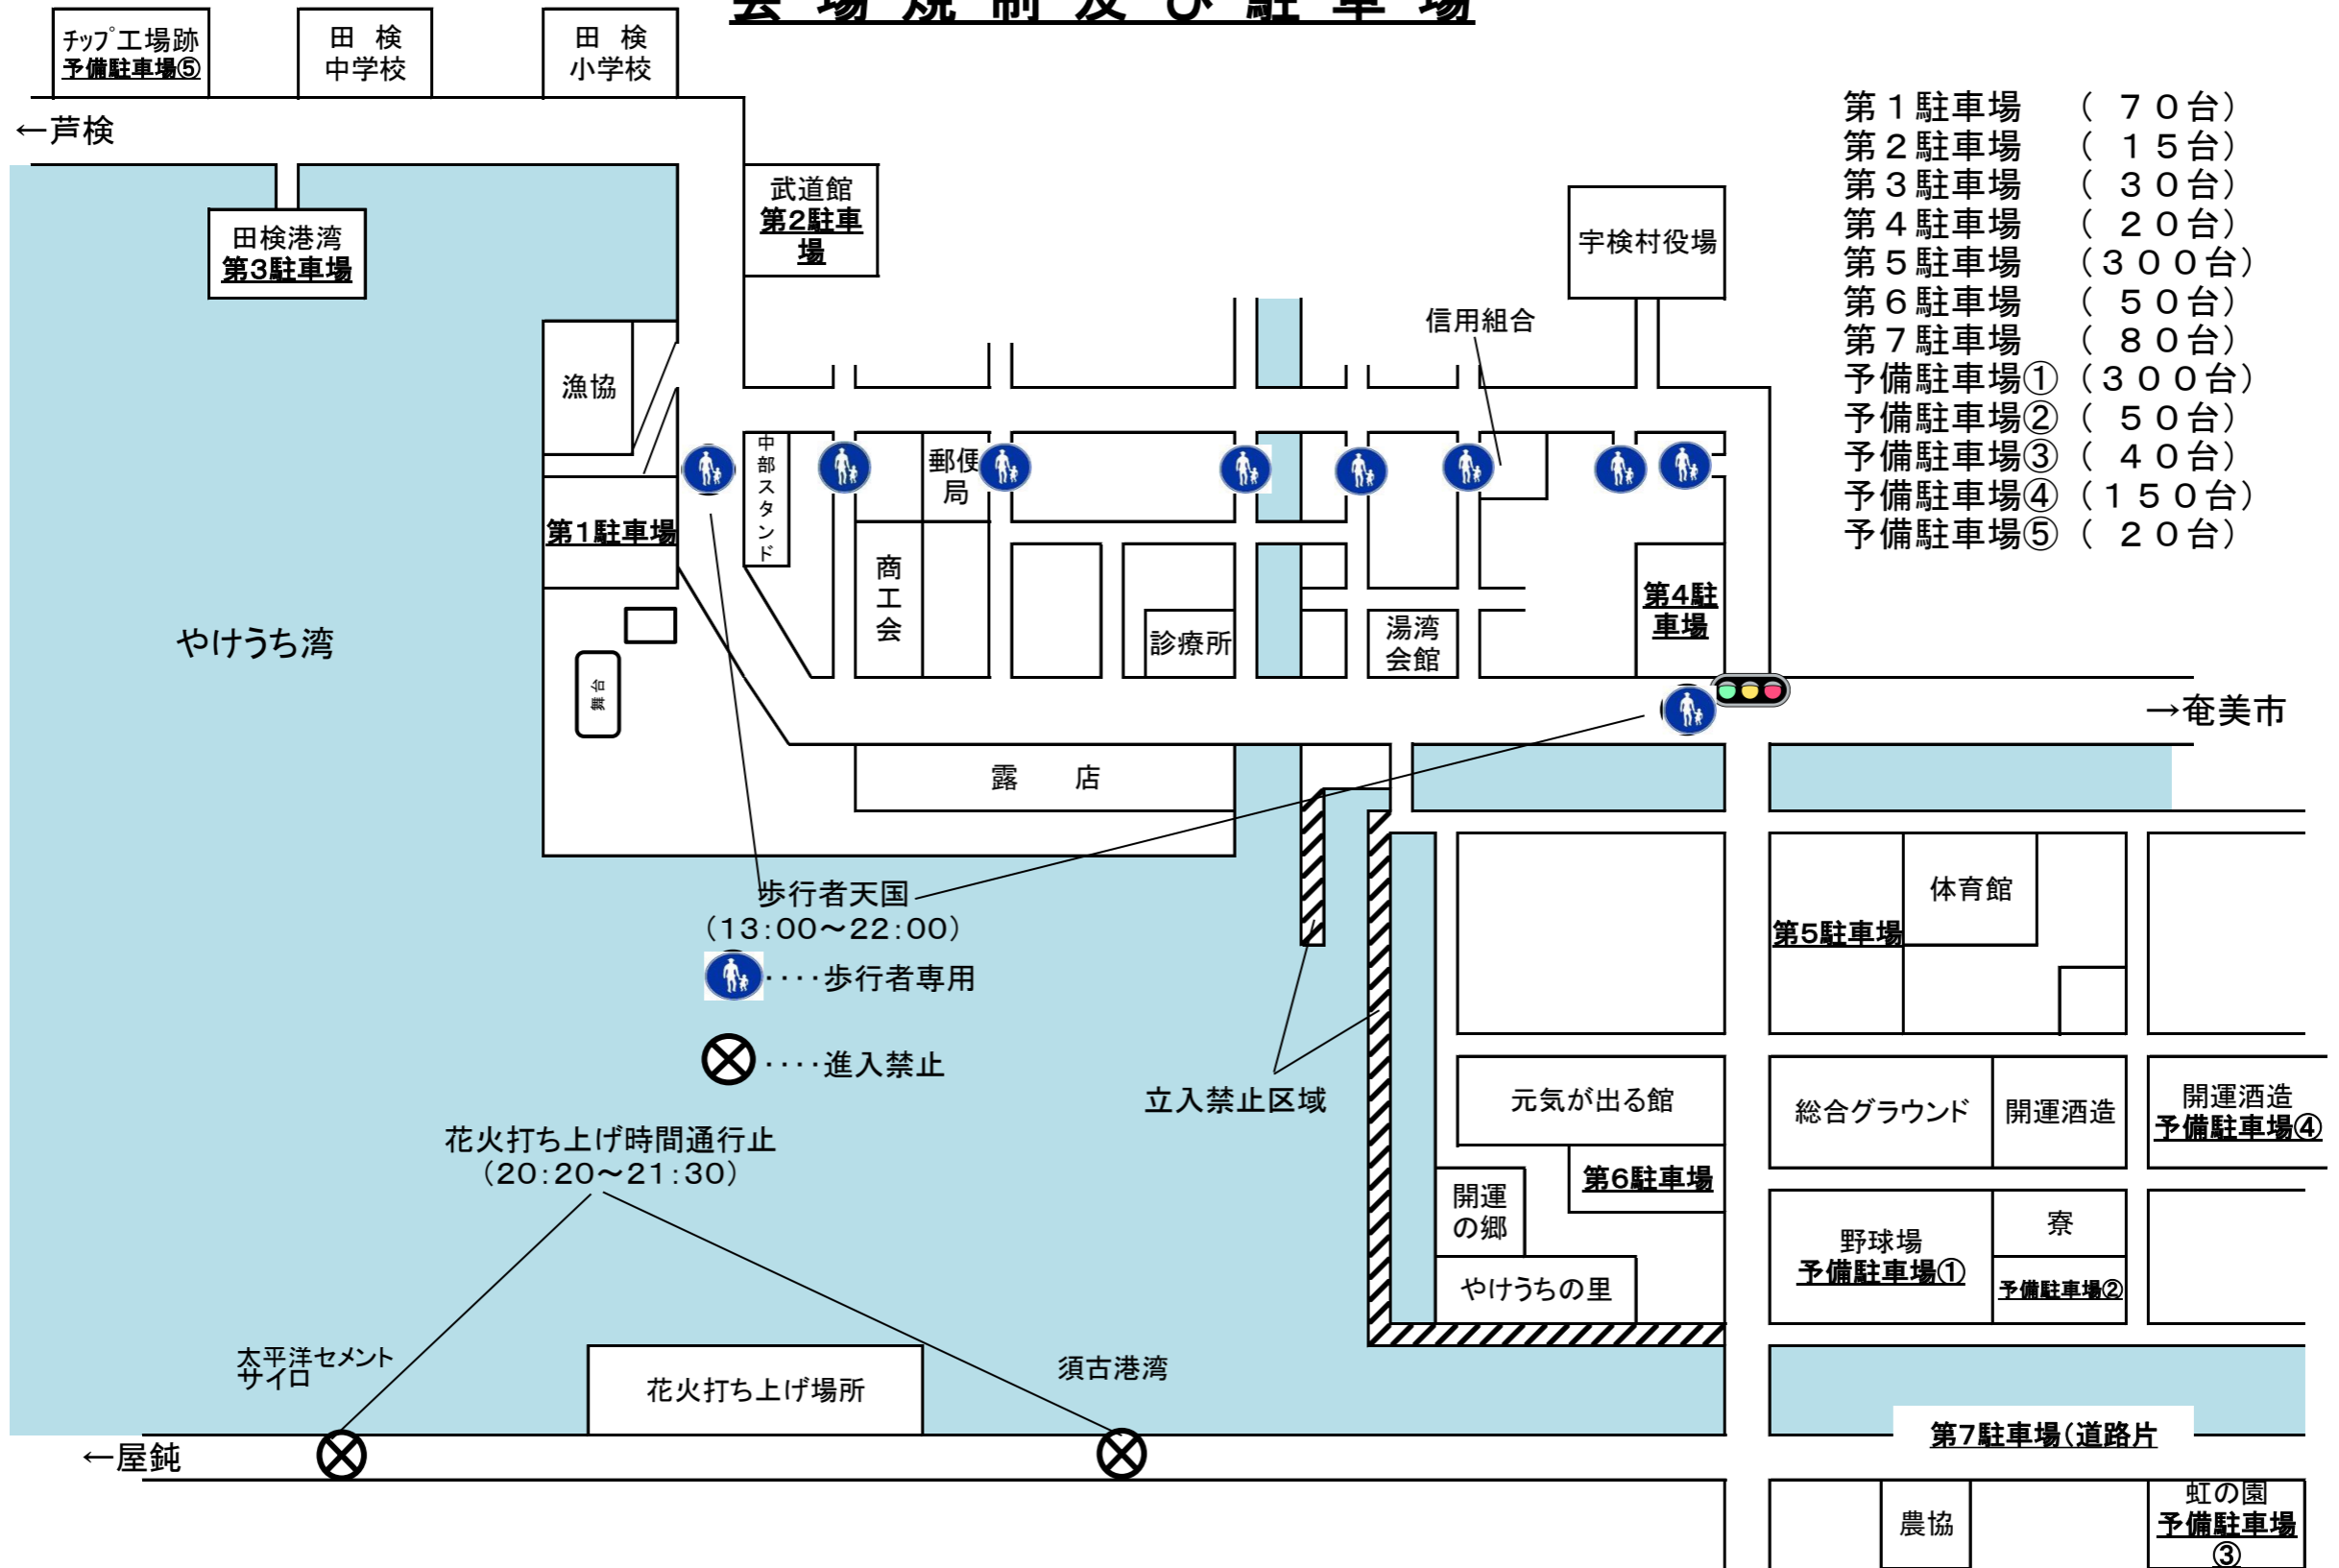 会場規制及び駐車場
チップ工場跡
予備駐車場⑤
田 検
中学校
田 検
小学校
←芦検
田検港湾
第3駐車場
武道館
第2駐車
場
宇検村役場
信用組合
第1駐車場 ( 70台)
第2駐車場 ( 15台)
第3駐車場 ( 30台)
第4駐車場 ( 20台)
第5駐車場 (300台)
第6駐車場 ( 50台)
第7駐車場 ( 80台)
予備駐車場① (300台)
予備駐車場② ( 50台)
予備駐車場③ ( 40台)
予備駐車場④ (150台)
予備駐車場⑤ ( 20台)
漁協
第1駐車場
中部スタンド
郵便
局
商工会
診療所
湯湾
会館
第4駐
車場
やけうち湾
舞台
→奄美市
露 店
歩行者天国
(13:00～22:00)
････歩行者専用
････進入禁止
立入禁止区域
花火打ち上げ時間通行止
(20:20～21:30)
第5駐車場
体育館
元気が出る館
第6駐車場
総合グラウンド
開運酒造
開運酒造
予備駐車場④
開運
の郷
やけうちの里
野球場
予備駐車場①
寮
予備駐車場②
太平洋セメント
サイロ
花火打ち上げ場所
須古港湾
←屋鈍
第7駐車場(道路片
農協
虹の園
予備駐車場
③